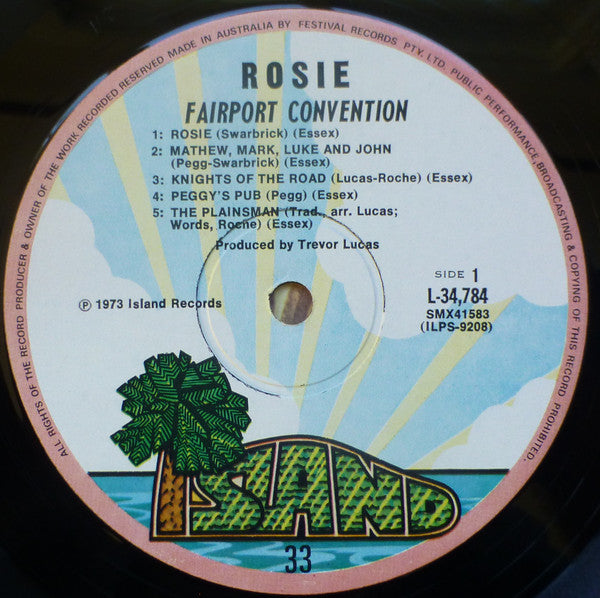 ALL RIGHTS OF THE RECORD PRODUCER & OWNER OF THE WORK RECORDED RESERVED MADE IN AUSTRALIA BY FESTIVAL RECORDS PTY. LTD. PUBLIC PERFORMANCE, BROADCASTING & COPYING OF THIS RECORD PROHIBITED.
ROSIE
FAIRPORT CONVENTION
1: ROSIE (Swarbrick) (Essex)
2: MATHEW, MARK, LUKE AND JOHN
(Pegg-Swarbrick) (Essex)
3: KNIGHTS OF THE ROAD (Lucas-Roche) (Essex)
4: PEGGY'S PUB (Pegg) (Essex)
5: THE PLAINSMAN (Trad., arr. Lucas;
Words, Roche) (Essex)
Produced by Trevor Lucas
SIDE 1
L-34,784
SMX41583
(ILPS-9208)
℗ 1973 Island Records
ISLAND
33